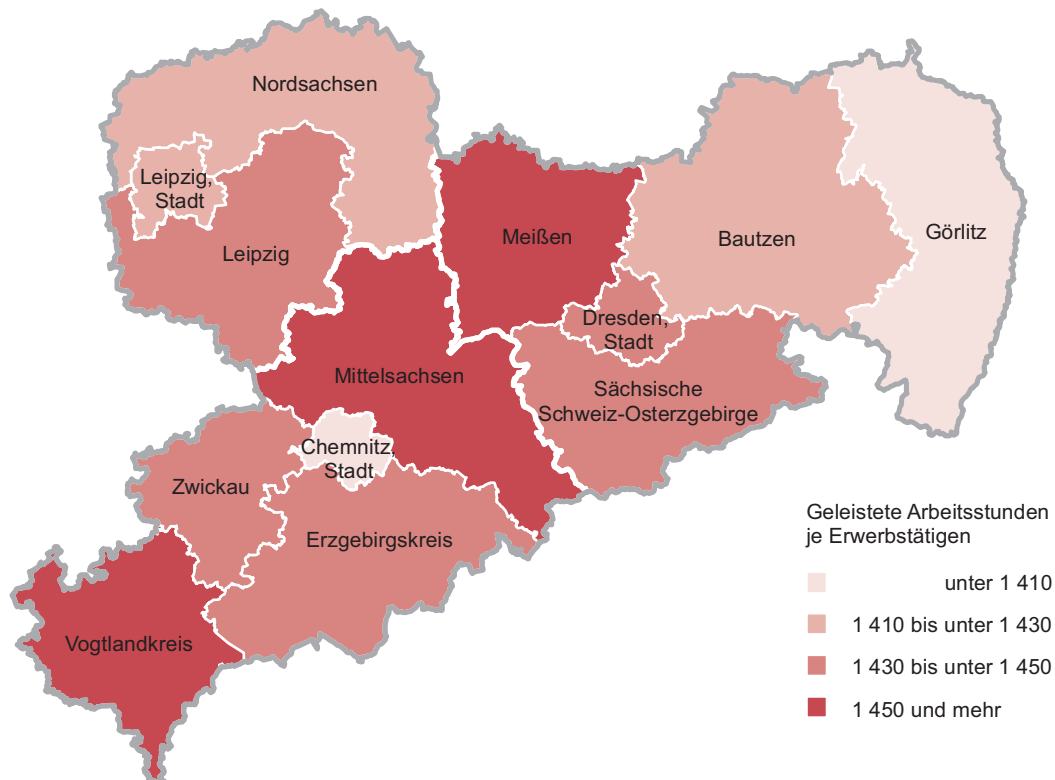 Nordsachsen
Leipzig,
Stadt
Leipzig
Meißen
Bautzen
Görlitz
Dresden,
Stadt
Mittelsachsen
Sächsische
Schweiz-Osterzgebirge
Chemnitz,
Stadt
Zwickau
Erzgebirgskreis
Vogtlandkreis
Geleistete Arbeitsstunden
je Erwerbstätigen
unter 1 410
1 410 bis unter 1 430
1 430 bis unter 1 450
1 450 und mehr